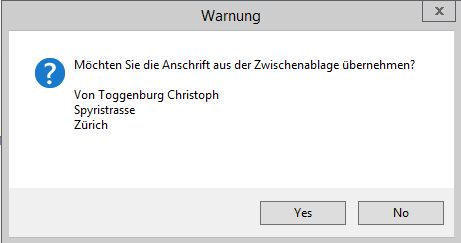 Warnung
x
Möchten Sie die Anschrift aus der Zwischenablage übernehmen?
Von Toggenburg Christoph
Spyristrasse
Zürich
Yes
No